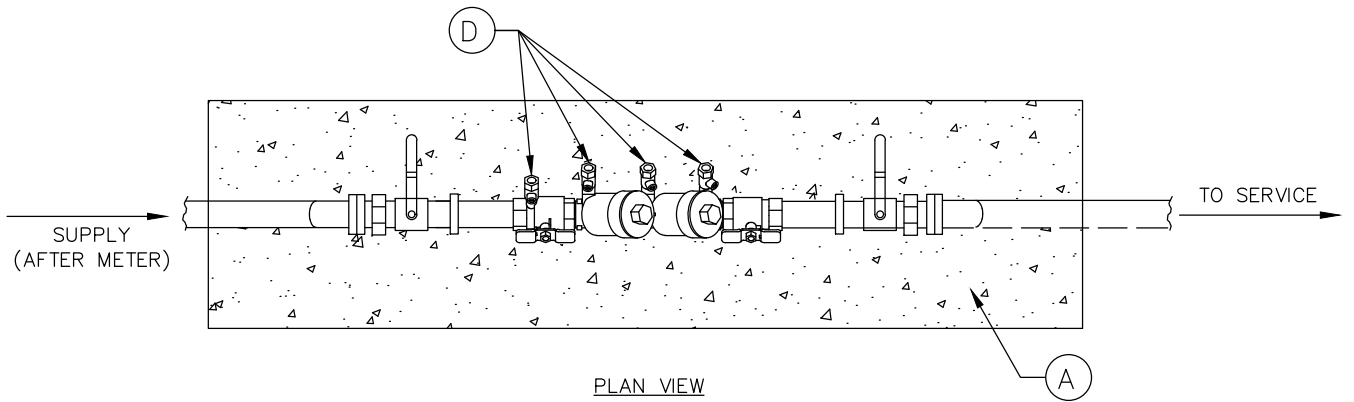 D
TO SERVICE
SUPPLY
(AFTER METER)
A
PLAN VIEW